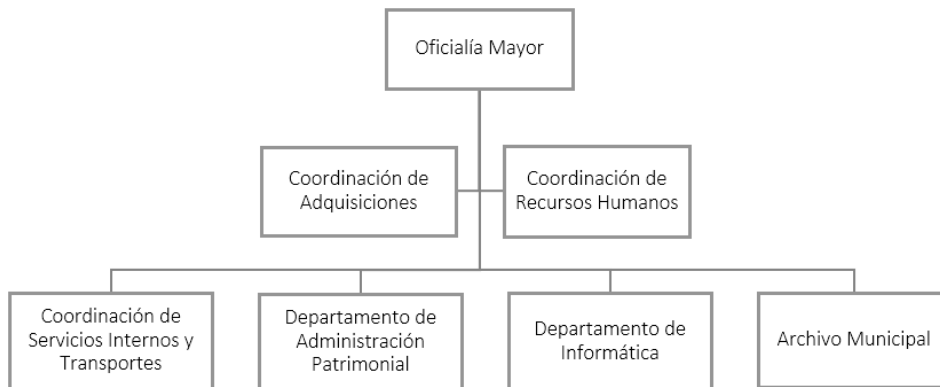 Oficialía Mayor
Coordinación de
Adquisiciones
Coordinación de
Recursos Humanos
Coordinación de
Servicios Internos y
Transportes
Departamento de
Administración
Patrimonial
Departamento de
Informática
Archivo Municipal